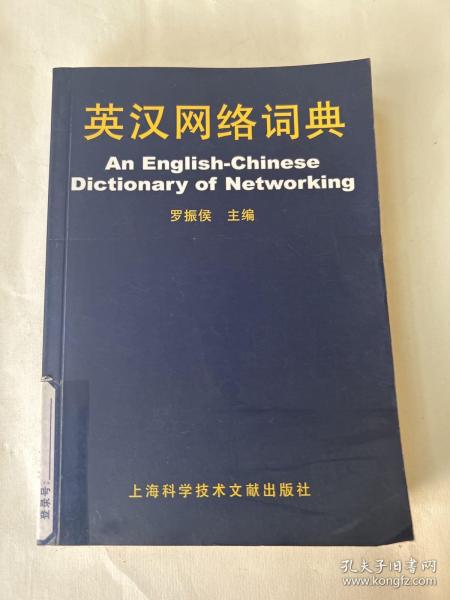 英汉网络词典
An English-Chinese
Dictionary of Networking
罗振侯 主编
上海科学技术文献出版社
登录号:
孔夫子旧书网
www.kongfz.com